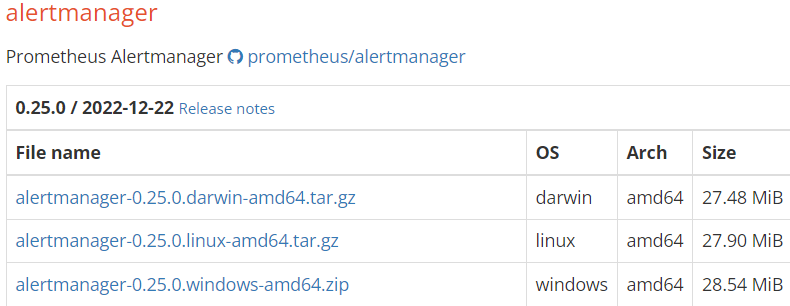 alertmanager
Prometheus Alertmanager prometheus/alertmanager
0.25.0 / 2022-12-22 Release notes
File name OS Arch Size
alertmanager-0.25.0.darwin-amd64.tar.gz darwin amd64 27.48 MiB
alertmanager-0.25.0.linux-amd64.tar.gz linux amd64 27.90 MiB
alertmanager-0.25.0.windows-amd64.zip windows amd64 28.54 MiB